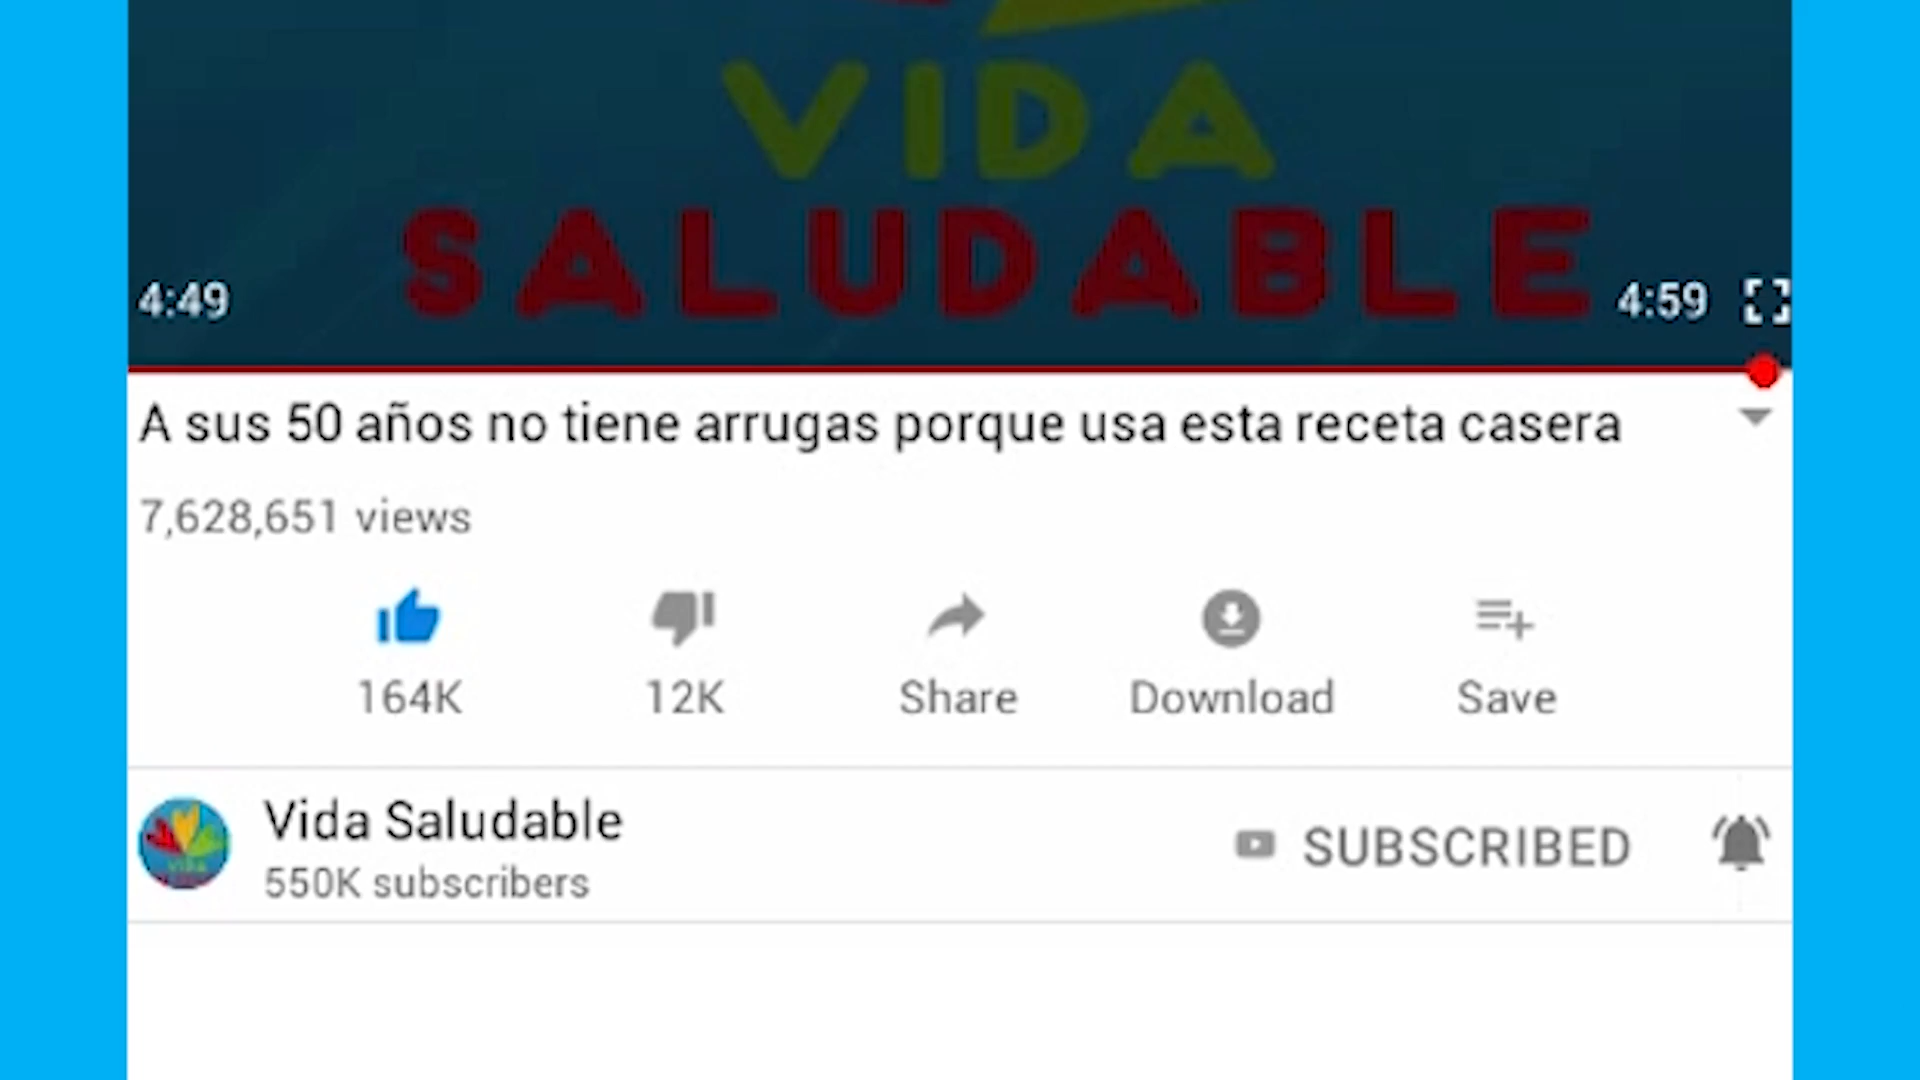 VIDA
SALUDABLE
4:49
4:59
A sus 50 años no tiene arrugas porque usa esta receta casera
7,628,651 views
164K
12K
Share
Download
Save
Vida Saludable
550K subscribers
SUBSCRIBED